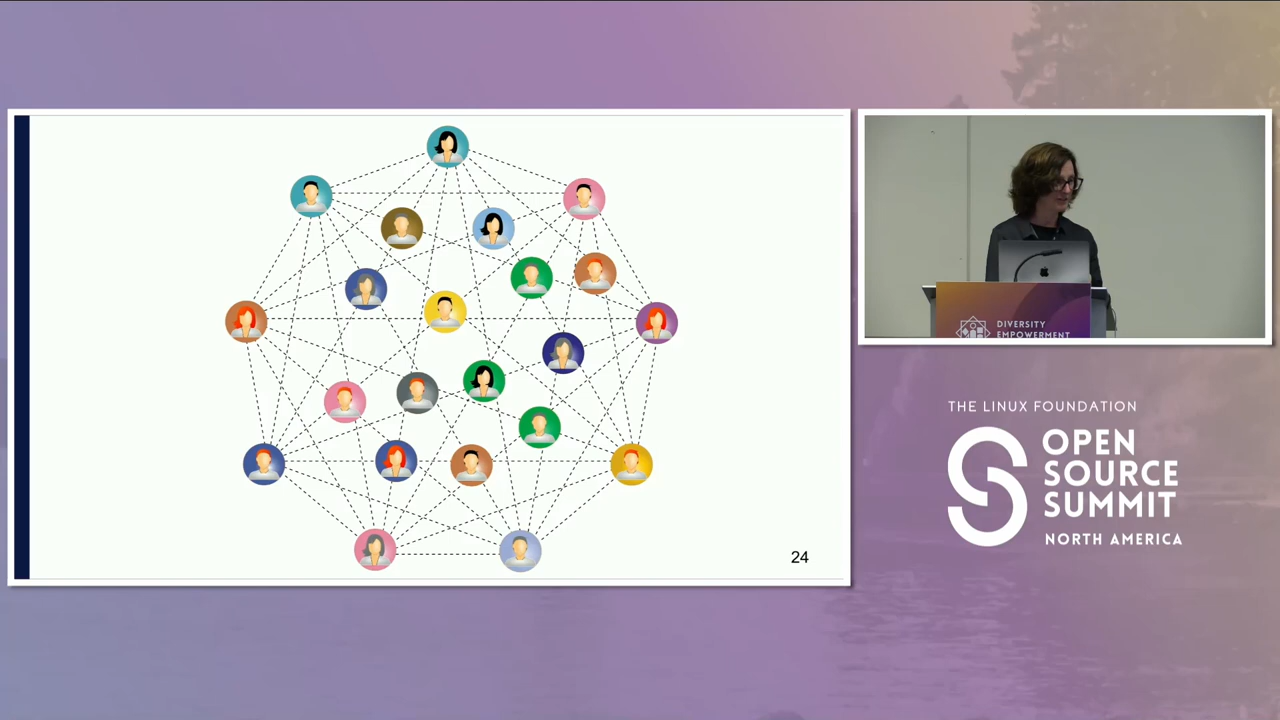 24
DIVERSITY
EMPOWERMENT
THE LINUX FOUNDATION
OPEN
SOURCE
SUMMIT
NORTH AMERICA